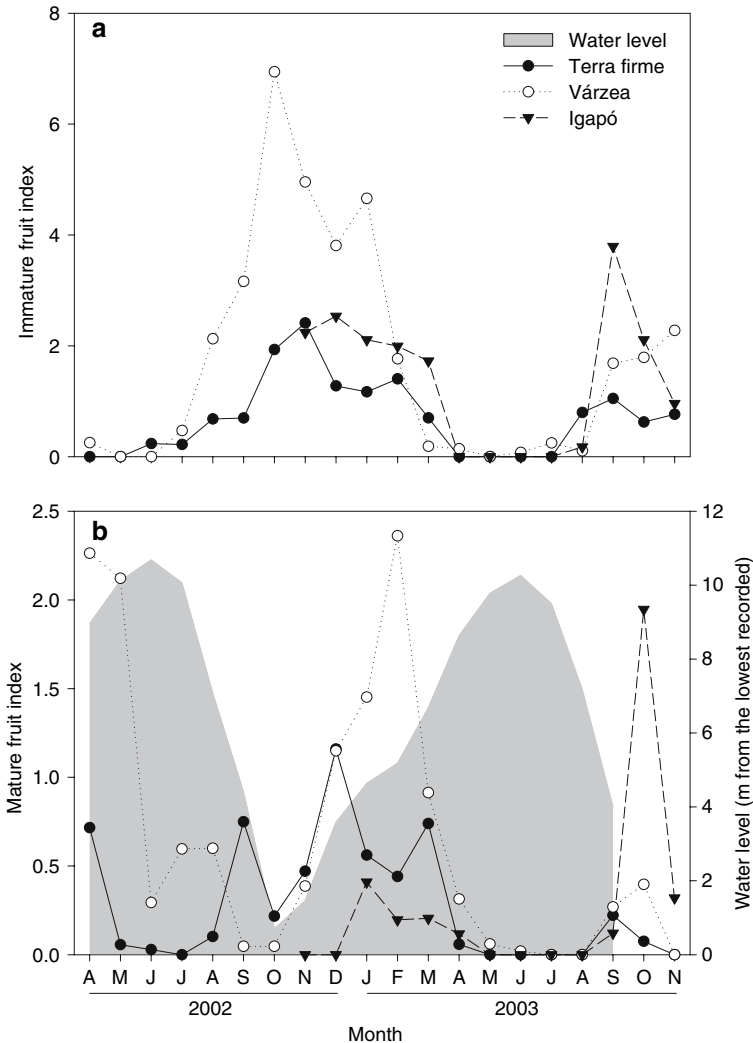 8
a
Water level
Terra firme
Várzea
Igapó
6
4
2
0
Immature fruit index
2.5
b
12
2.0
10
1.5
8
1.0
6
0.5
4
0.0
2
0
Mature fruit index
Water level (m from the lowest recorded)
A M J J A S O N D J F M A M J J A S O N
2002 2003
Month